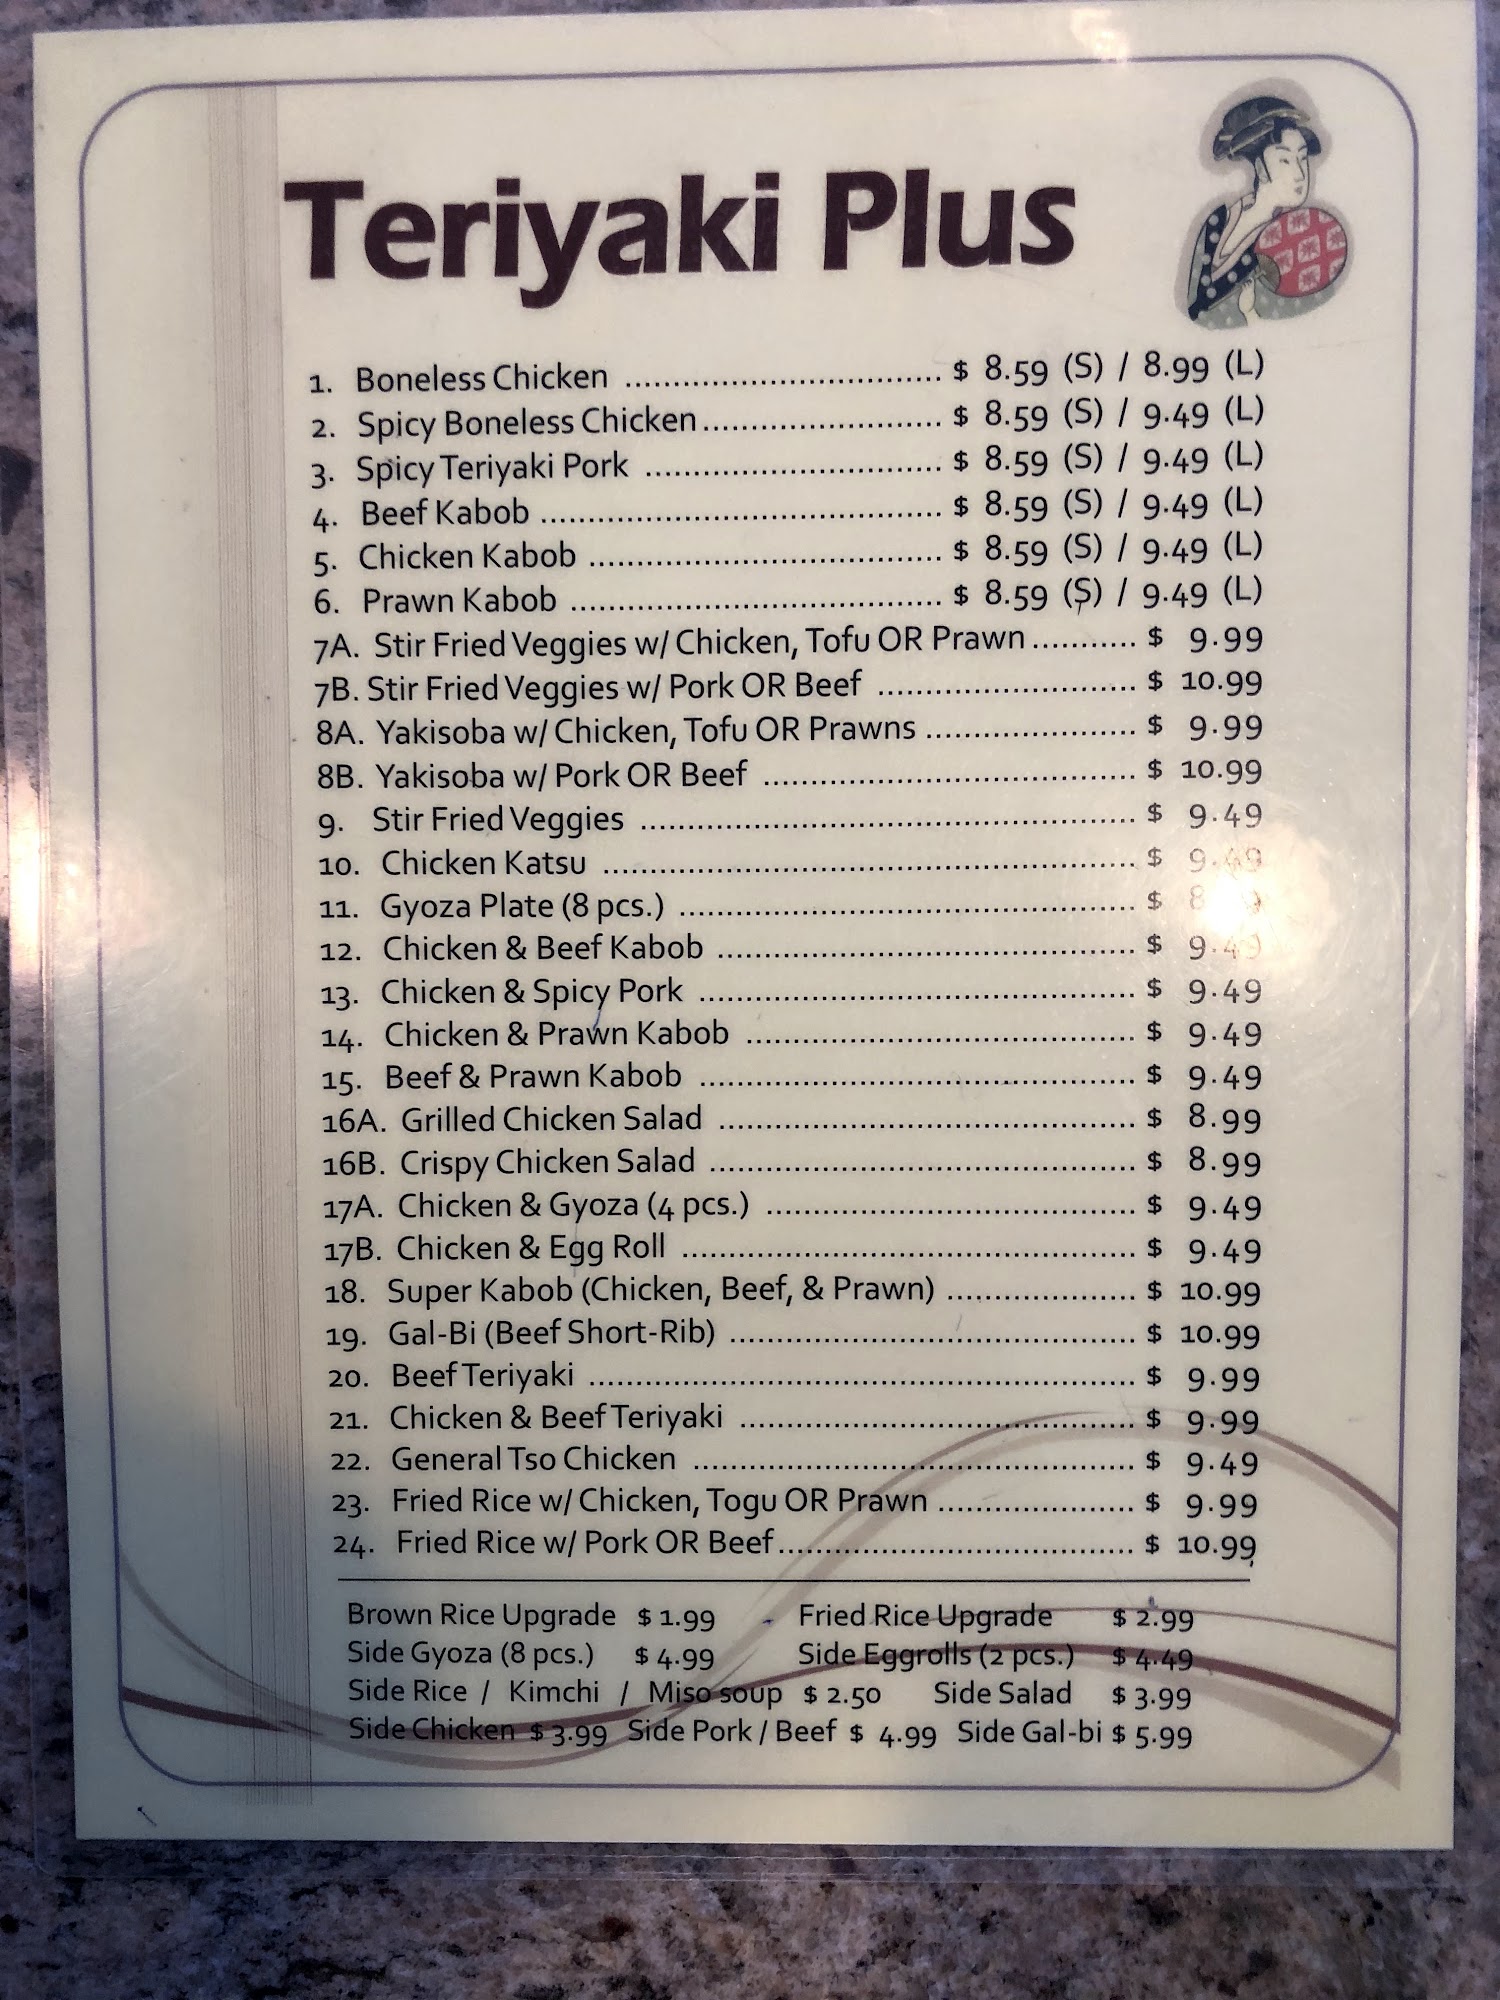 Teriyaki Plus
1. Boneless Chicken ................................ $ 8.59 (S) / 8.99 (L)
2. Spicy Boneless Chicken ........................ $ 8.59 (S) / 9.49 (L)
3. Spicy Teriyaki Pork .............................. $ 8.59 (S) / 9.49 (L)
4. Beef Kabob ........................................ $ 8.59 (S) / 9.49 (L)
5. Chicken Kabob ................................... $ 8.59 (S) / 9.49 (L)
6. Prawn Kabob ..................................... $ 8.59 (S) / 9.49 (L)
7A. Stir Fried Veggies w/ Chicken, Tofu OR Prawn ........... $ 9.99
7B. Stir Fried Veggies w/ Pork OR Beef .......................... $ 10.99
8A. Yakisoba w/ Chicken, Tofu OR Prawns ..................... $ 9.99
8B. Yakisoba w/ Pork OR Beef ..................................... $ 10.99
9. Stir Fried Veggies .................................................. $ 9.49
10. Chicken Katsu ...................................................... $ 9.49
11. Gyoza Plate (8 pcs.) .............................................. $
12. Chicken & Beef Kabob .......................................... $ 9.49
13. Chicken & Spicy Pork ............................................ $ 9.49
14. Chicken & Prawn Kabob ....................................... $ 9.49
15. Beef & Prawn Kabob ............................................ $ 9.49
16A. Grilled Chicken Salad .......................................... $ 8.99
16B. Crispy Chicken Salad ........................................... $ 8.99
17A. Chicken & Gyoza (4 pcs.) ..................................... $ 9.49
17B. Chicken & Egg Roll .............................................. $ 9.49
18. Super Kabob (Chicken, Beef, & Prawn) ................... $ 10.99
19. Gal-Bi (Beef Short-Rib) ......................................... $ 10.99
20. Beef Teriyaki ....................................................... $ 9.99
21. Chicken & Beef Teriyaki ........................................ $ 9.99
22. General Tso Chicken ............................................. $ 9.49
23. Fried Rice w/ Chicken, Togu OR Prawn .................... $ 9.99
24. Fried Rice w/ Pork OR Beef .................................... $ 10.99
Brown Rice Upgrade $ 1.99 Fried Rice Upgrade $ 2.99
Side Gyoza (8 pcs.) $ 4.99 Side Eggrolls (2 pcs.) $ 4.49
Side Rice / Kimchi / Miso soup $ 2.50 Side Salad $ 3.99
Side Chicken $ 3.99 Side Pork / Beef $ 4.99 Side Gal-bi $ 5.99